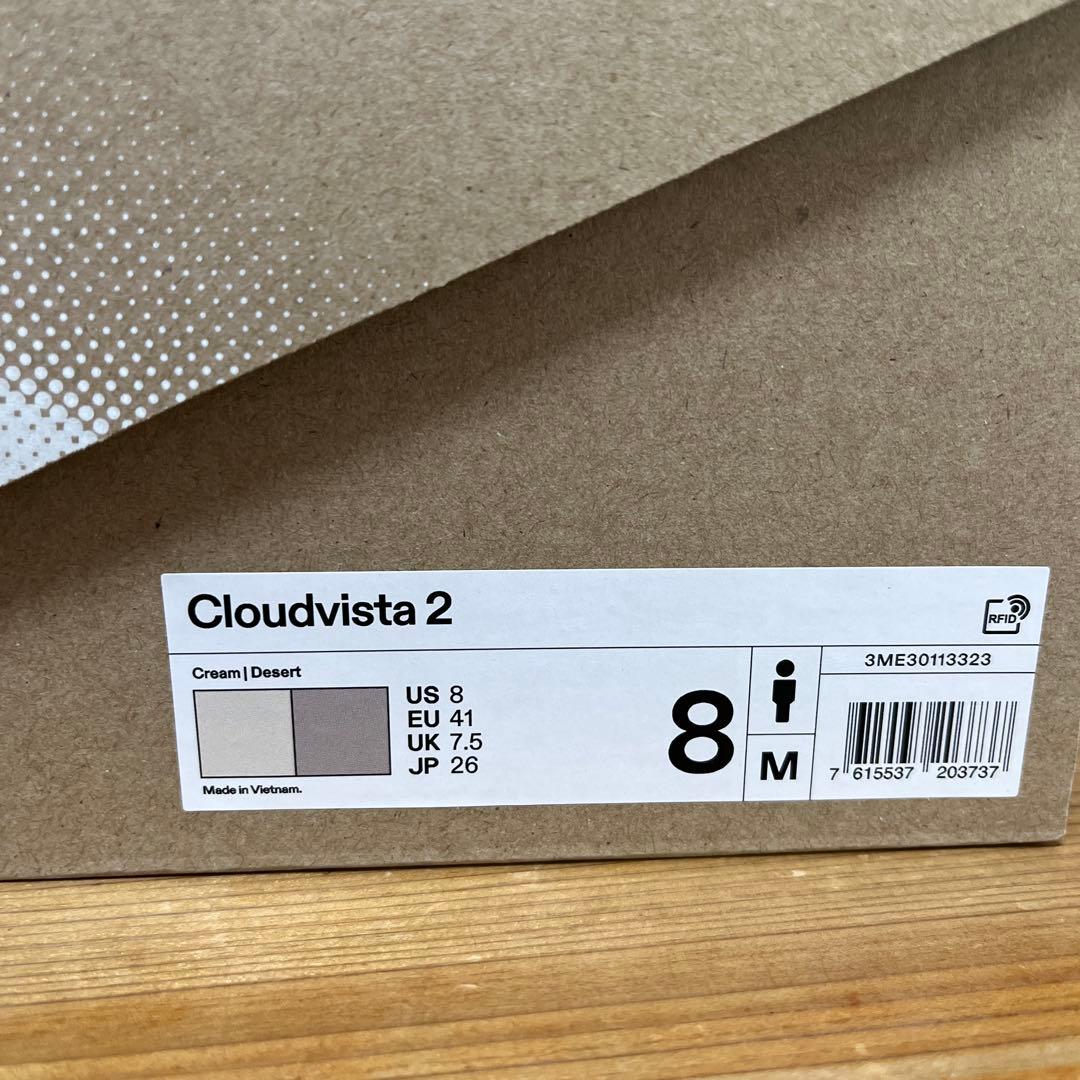 Cloudvista 2
RFID
Cream | Desert
US 8
EU 41
UK 7.5
JP 26
Made in Vietnam.
8
M
3ME30113323
7 615537 203737